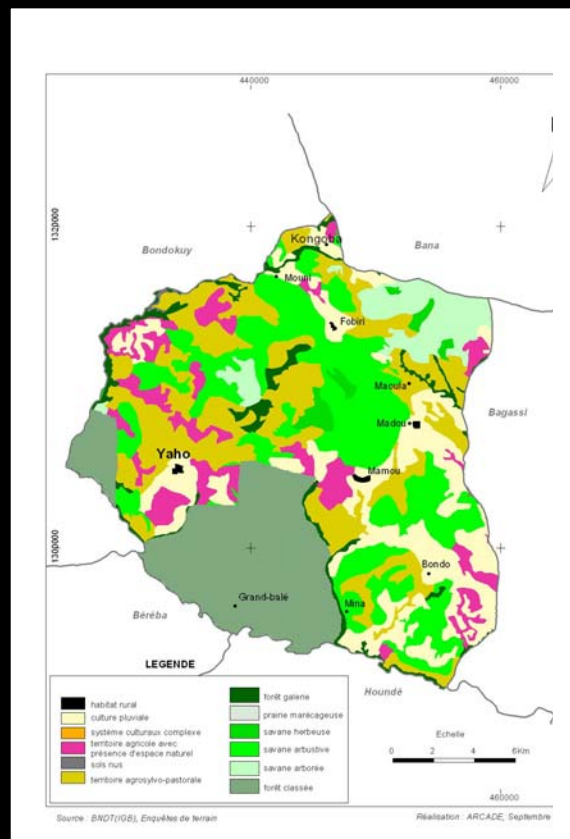 440000
460000
1320000
Bondokuy
Kongoba
Bana
Mouni
Fobiri
Maoula
Madou
Bagassi
Yaho
Mamou
1300000
Bondo
Grand-balé
Mina
Béréba
LEGENDE
Houndé
habitat rural
culture pluviale
système culturaux complexe
territoire agricole avec
présence d'espace naturel
sols nus
territoire agrosylvo-pastorale
forêt galerie
prairie marécageuse
savane herbeuse
savane arbustive
savane arborée
forêt classée
Echelle
0 2 4 6Km
460000
Source : BNDT(IGB), Enquêtes de terrain
Réalisation : ARCADE, Septembre